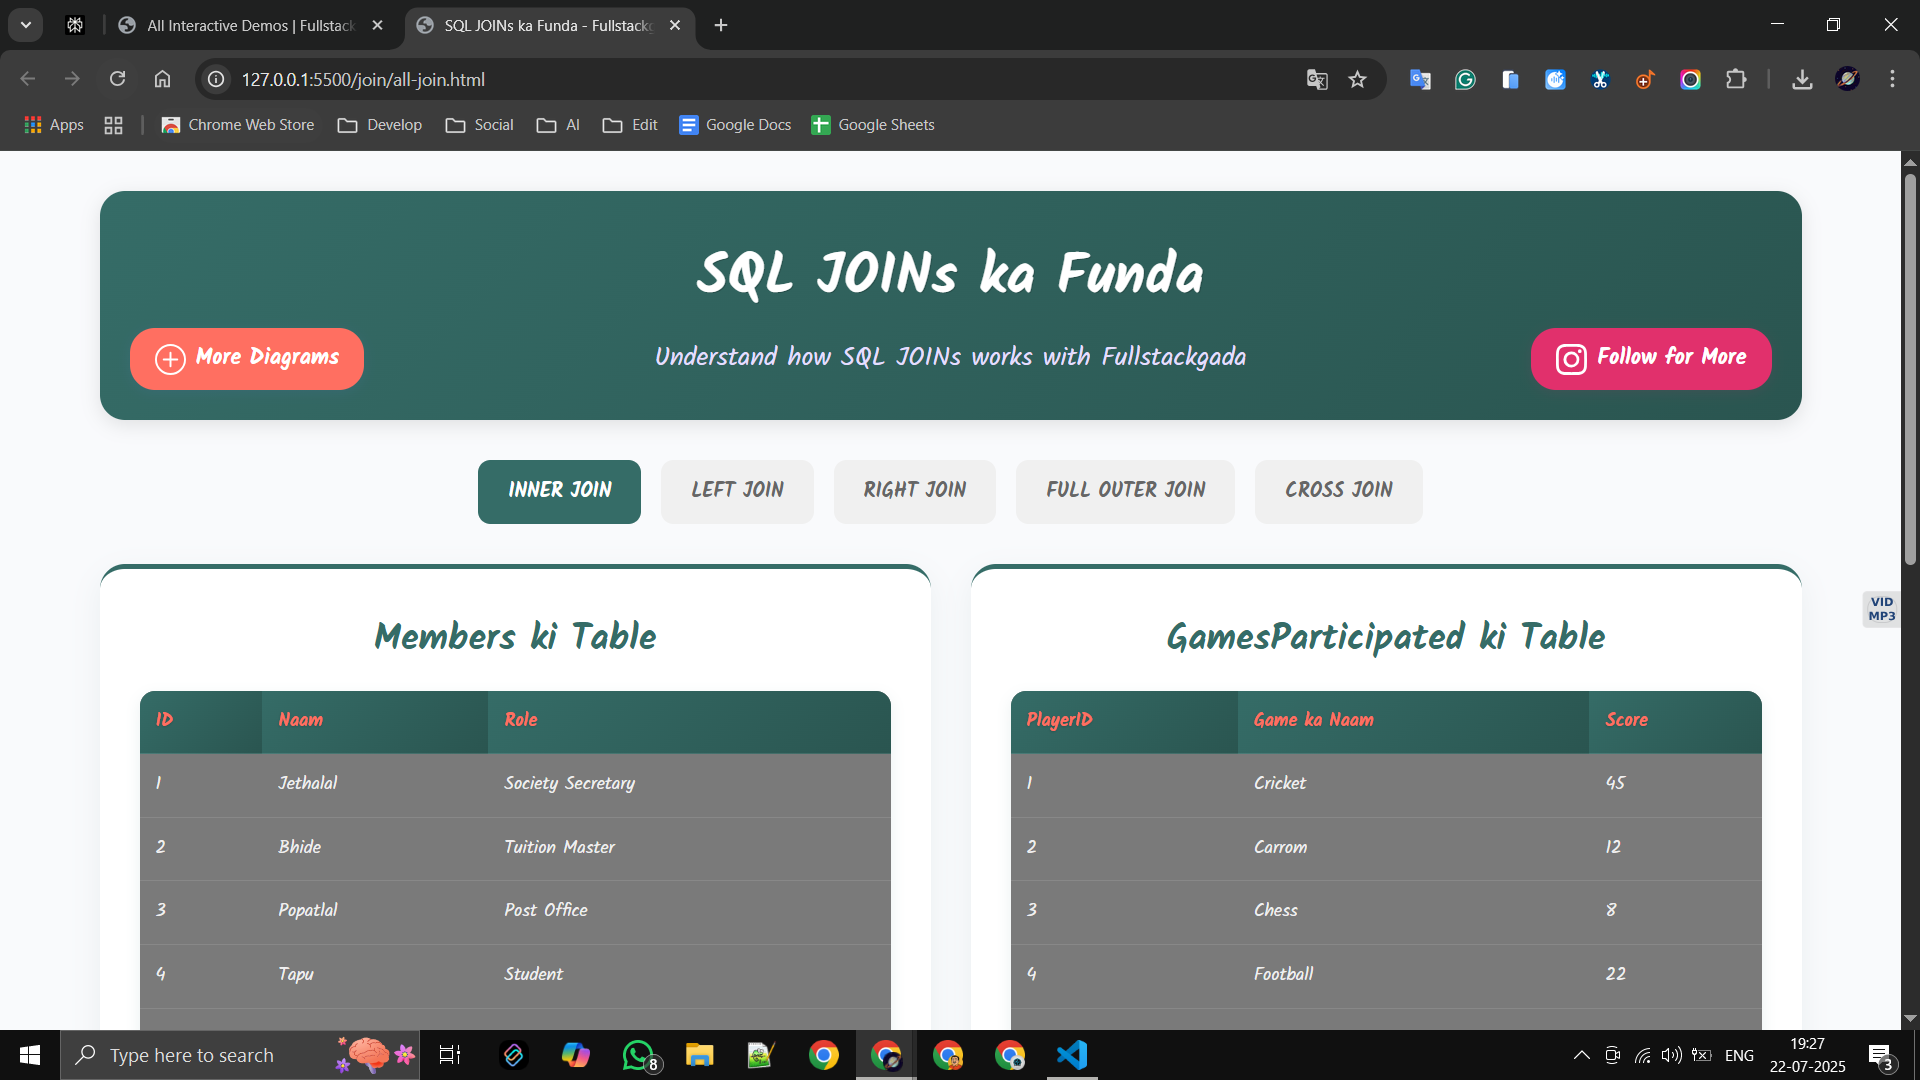 All Interactive Demos | Fullstack
SQL JOINs ka Funda - Fullstackg
127.0.0.1:5500/join/all-join.html
Apps
Chrome Web Store
Develop
Social
AI
Edit
Google Docs
Google Sheets
SQL JOINs ka Funda
More Diagrams
Understand how SQL JOINs works with Fullstackgada
Follow for More
INNER JOIN
LEFT JOIN
RIGHT JOIN
FULL OUTER JOIN
CROSS JOIN
VID
MP3
Members ki Table
ID Naam Role
1 Jethalal Society Secretary
2 Bhide Tuition Master
3 Popatlal Post Office
4 Tapu Student
GamesParticipated ki Table
PlayerID Game ka Naam Score
1 Cricket 45
2 Carrom 12
3 Chess 8
4 Football 22
Type here to search
8
ENG
19:27
22-07-2025
3